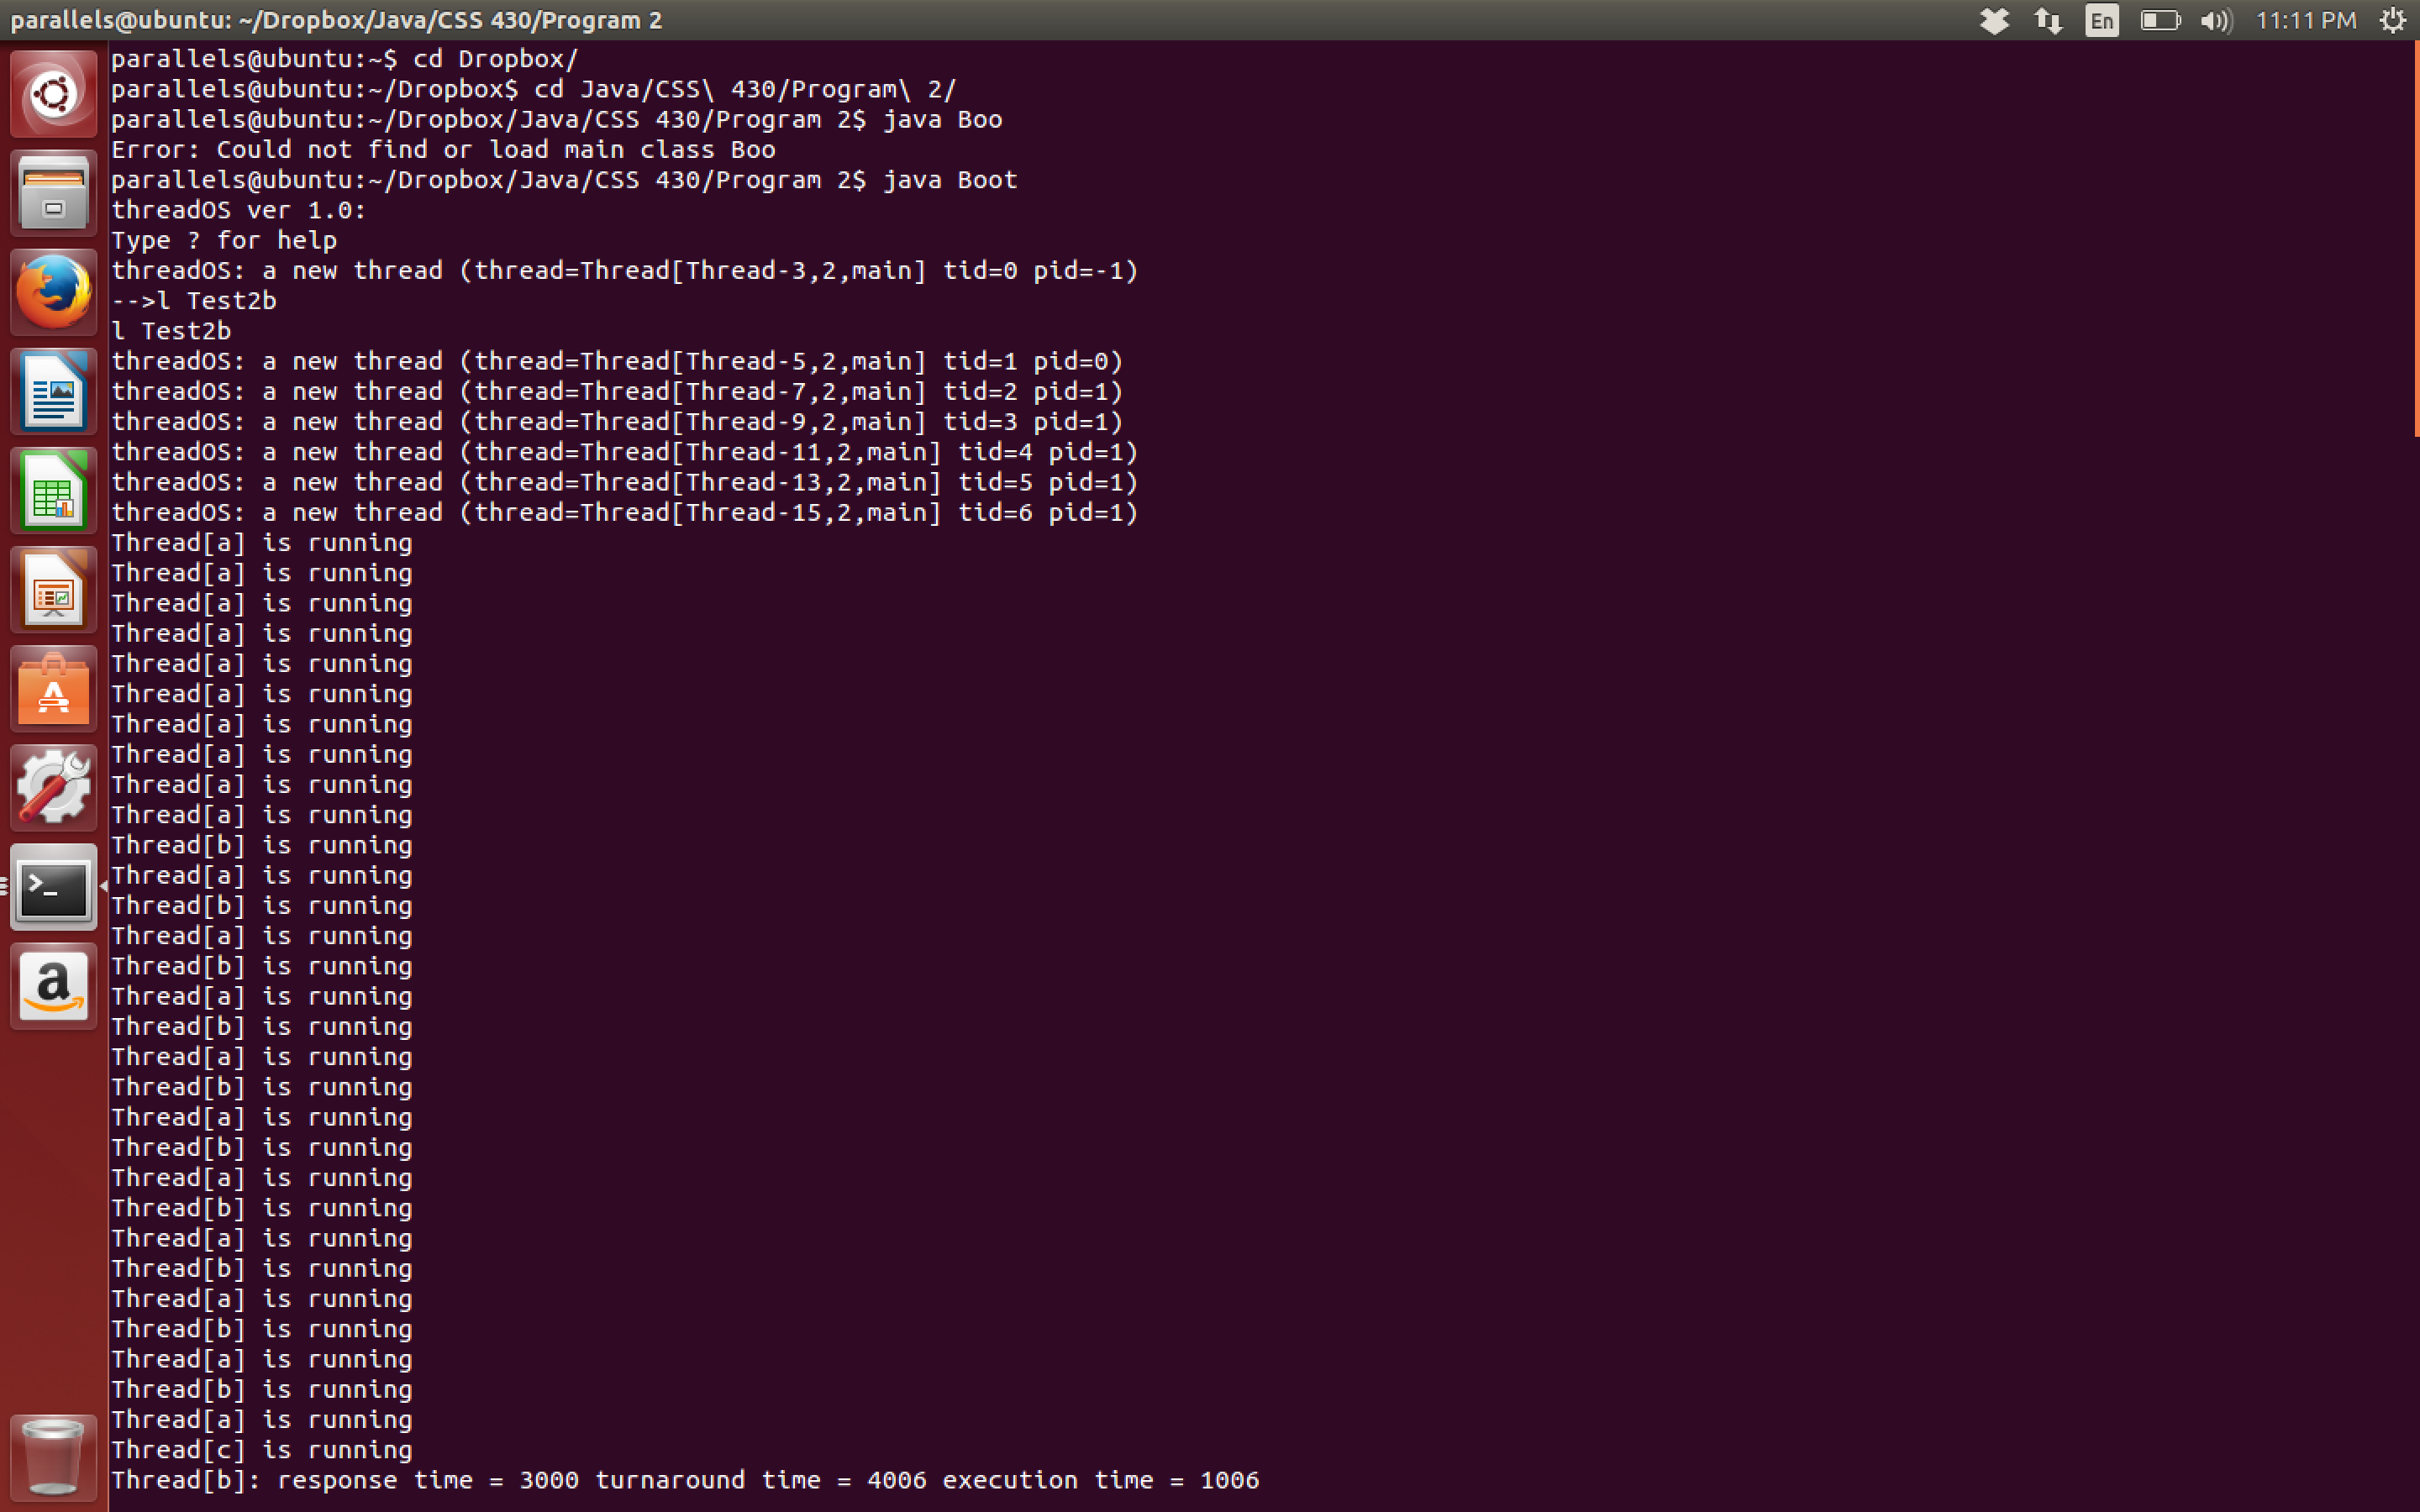 parallels@ubuntu: ~/Dropbox/Java/CSS 430/Program 2
En
11:11 PM
parallels@ubuntu:~$ cd Dropbox/
parallels@ubuntu:~/Dropbox$ cd Java/CSS\ 430/Program\ 2/
parallels@ubuntu:~/Dropbox/Java/CSS 430/Program 2$ java Boo
Error: Could not find or load main class Boo
parallels@ubuntu:~/Dropbox/Java/CSS 430/Program 2$ java Boot
threadOS ver 1.0:
Type ? for help
threadOS: a new thread (thread=Thread[Thread-3,2,main] tid=0 pid=-1)
-->l Test2b
l Test2b
threadOS: a new thread (thread=Thread[Thread-5,2,main] tid=1 pid=0)
threadOS: a new thread (thread=Thread[Thread-7,2,main] tid=2 pid=1)
threadOS: a new thread (thread=Thread[Thread-9,2,main] tid=3 pid=1)
threadOS: a new thread (thread=Thread[Thread-11,2,main] tid=4 pid=1)
threadOS: a new thread (thread=Thread[Thread-13,2,main] tid=5 pid=1)
threadOS: a new thread (thread=Thread[Thread-15,2,main] tid=6 pid=1)
Thread[a] is running
Thread[a] is running
Thread[a] is running
Thread[a] is running
Thread[a] is running
Thread[a] is running
Thread[a] is running
Thread[a] is running
Thread[a] is running
Thread[a] is running
Thread[b] is running
Thread[a] is running
Thread[b] is running
Thread[a] is running
Thread[b] is running
Thread[a] is running
Thread[b] is running
Thread[a] is running
Thread[b] is running
Thread[a] is running
Thread[b] is running
Thread[a] is running
Thread[b] is running
Thread[a] is running
Thread[b] is running
Thread[a] is running
Thread[b] is running
Thread[a] is running
Thread[b] is running
Thread[a] is running
Thread[c] is running
Thread[b]: response time = 3000 turnaround time = 4006 execution time = 1006